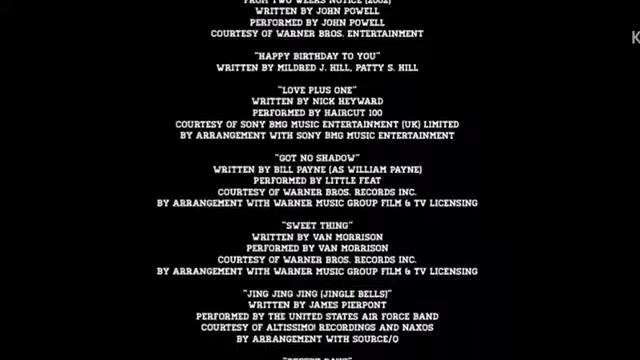 FROM TWO WEEKS NOTICE (2002)
WRITTEN BY JOHN POWELL
PERFORMED BY JOHN POWELL
COURTESY OF WARNER BROS. ENTERTAINMENT
K
"HAPPY BIRTHDAY TO YOU"
WRITTEN BY MILDRED J. HILL, PATTY S. HILL
"LOVE PLUS ONE"
WRITTEN BY NICK HEYWARD
PERFORMED BY HAIRCUT 100
COURTESY OF SONY BMG MUSIC ENTERTAINMENT (UK) LIMITED
BY ARRANGEMENT WITH SONY BMG MUSIC ENTERTAINMENT
"GOT NO SHADOW"
WRITTEN BY BILL PAYNE (AS WILLIAM PAYNE)
PERFORMED BY LITTLE FEAT
COURTESY OF WARNER BROS. RECORDS INC.
BY ARRANGEMENT WITH WARNER MUSIC GROUP FILM & TV LICENSING
"SWEET THING"
WRITTEN BY VAN MORRISON
PERFORMED BY VAN MORRISON
COURTESY OF WARNER BROS. RECORDS INC.
BY ARRANGEMENT WITH WARNER MUSIC GROUP FILM & TV LICENSING
"JING JING JING (JINGLE BELLS)"
WRITTEN BY JAMES PIERPONT
PERFORMED BY THE UNITED STATES AIR FORCE BAND
COURTESY OF ALTISSIMO! RECORDINGS AND NAXOS
BY ARRANGEMENT WITH SOURCE/Q